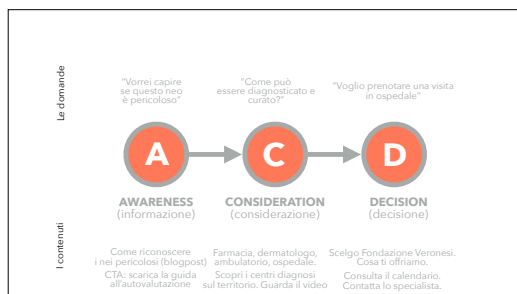 Le domande
"Vorrei capire
se questo neo
è pericoloso"
"Come può
essere diagnosticato e
curato?"
"Voglio prenotare una visita
in ospedale"
A
C
D
AWARENESS
(informazione)
CONSIDERATION
(considerazione)
DECISION
(decisione)
I contenuti
Come riconoscere
i nei pericolosi (blogpost)
CTA: scarica la guida
all'autovalutazione
Farmacia, dermatologo,
ambulatorio, ospedale.
Scopri i centri diagnosi
sul territorio. Guarda il video
Scelgo Fondazione Veronesi.
Cosa ti offriamo.
Consulta il calendario.
Contatta lo specialista.